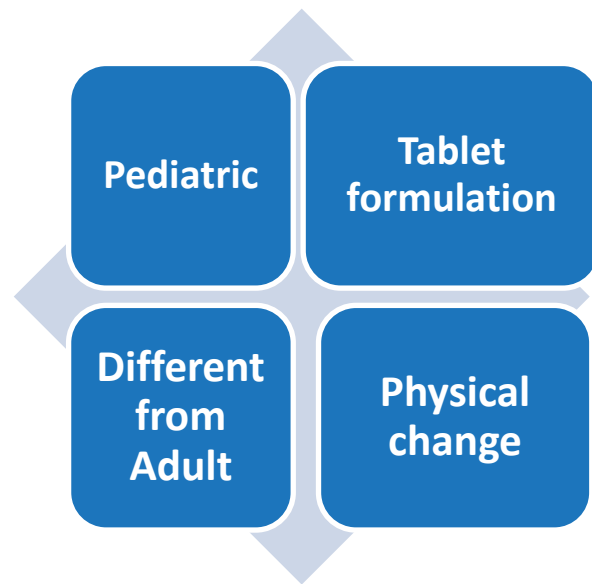 Pediatric
Tablet
formulation
Different
from
Adult
Physical
change